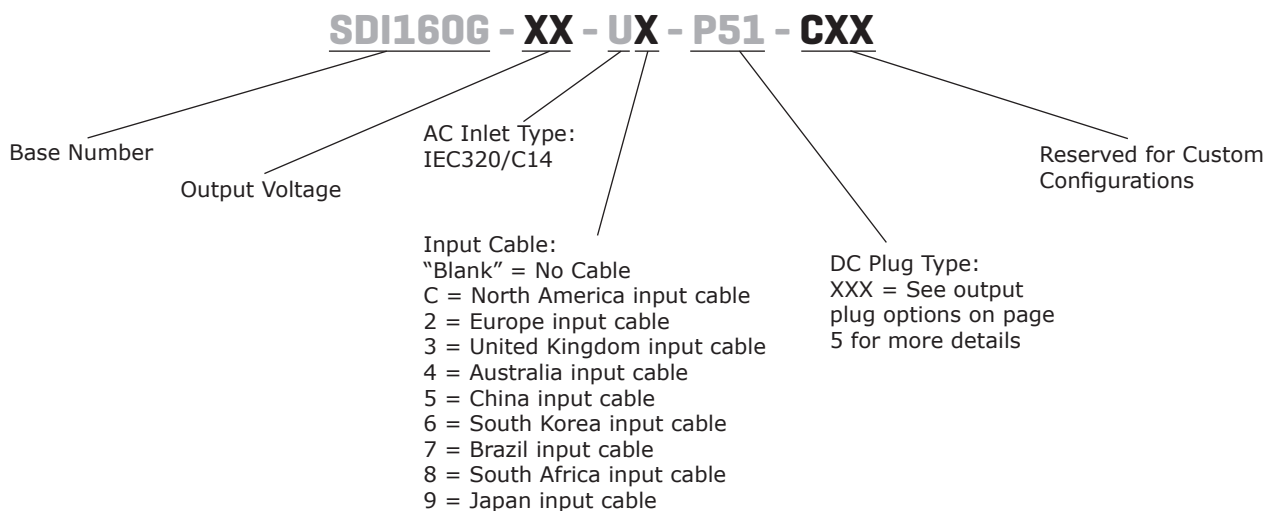 SDI160G - XX - UX - P51 - CXX
Base Number
Output Voltage
AC Inlet Type:
IEC320/C14
Input Cable:
“Blank” = No Cable
C = North America input cable
2 = Europe input cable
3 = United Kingdom input cable
4 = Australia input cable
5 = China input cable
6 = South Korea input cable
7 = Brazil input cable
8 = South Africa input cable
9 = Japan input cable
DC Plug Type:
XXX = See output
plug options on page
5 for more details
Reserved for Custom
Configurations